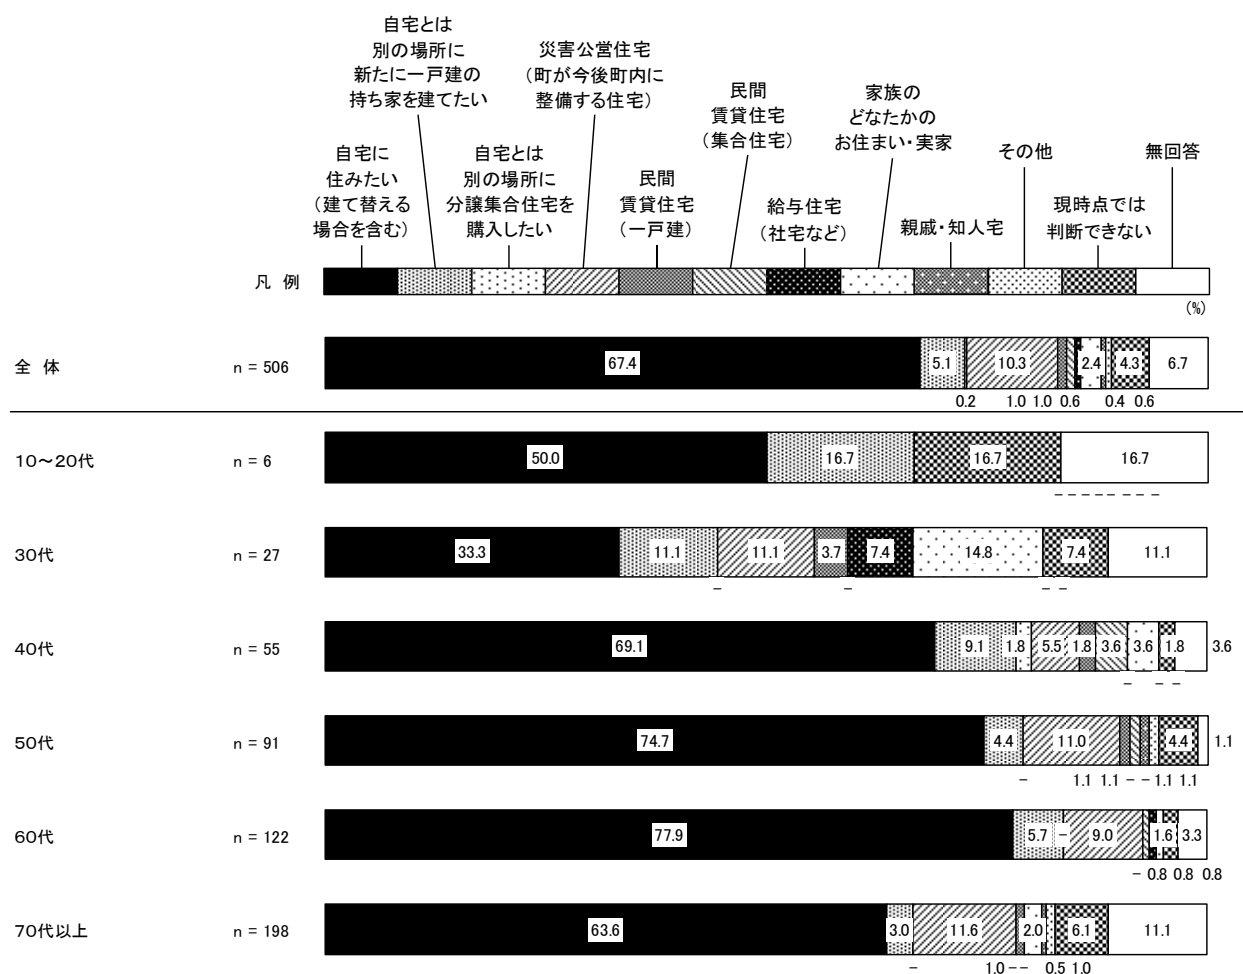 自宅とは
別の場所に
新たに一戸建の
持ち家を建てたい
災害公営住宅
（町が今後町内に
整備する住宅）
民間
賃貸住宅
（集合住宅）
家族の
どなたかの
お住まい・実家
その他
無回答
自宅に
住みたい
（建て替える
場合を含む）
自宅とは
別の場所に
分譲集合住宅を
購入したい
民間
賃貸住宅
（一戸建）
給与住宅
（社宅など）
親戚・知人宅
現時点では
判断できない
凡 例
(%)
全 体 n = 506 67.4 5.1 10.3 2.4 4.3 6.7
0.2 1.0 1.0 0.6 0.4 0.6
10～20代 n = 6 50.0 16.7 16.7 16.7
− − − − − − − −
30代 n = 27 33.3 11.1 11.1 3.7 7.4 14.8 7.4 11.1
− − − −
40代 n = 55 69.1 9.1 1.8 5.5 1.8 3.6 3.6 1.8 3.6
− − −
50代 n = 91 74.7 4.4 11.0 4.4 1.1
− 1.1 1.1 − − 1.1 1.1
60代 n = 122 77.9 5.7 − 9.0 1.6 3.3
− 0.8 0.8 0.8
70代以上 n = 198 63.6 3.0 11.6 2.0 6.1 11.1
− 1.0 − − 0.5 1.0